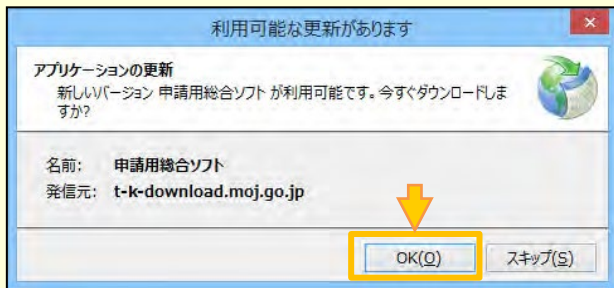 利用可能な更新があります
アプリケーションの更新
新しいバージョン 申請用総合ソフト が利用可能です。今すぐダウンロードしま
すか?
名前: 申請用総合ソフト
発信元: t-k-download.moj.go.jp
OK(O) スキップ(S)